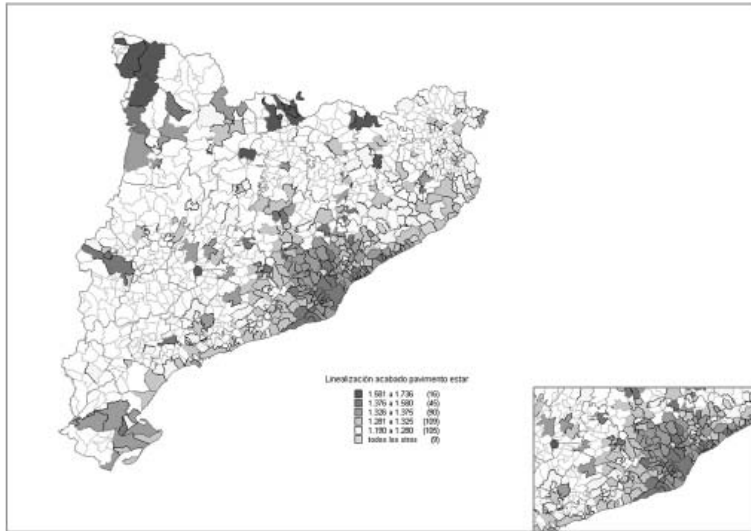 Linealización acabado pavimento estar
1.581 a 1.736 (16)
1.376 a 1.580 (45)
1.326 a 1.375 (90)
1.281 a 1.325 (109)
1.190 a 1.280 (105)
todos los otros (9)